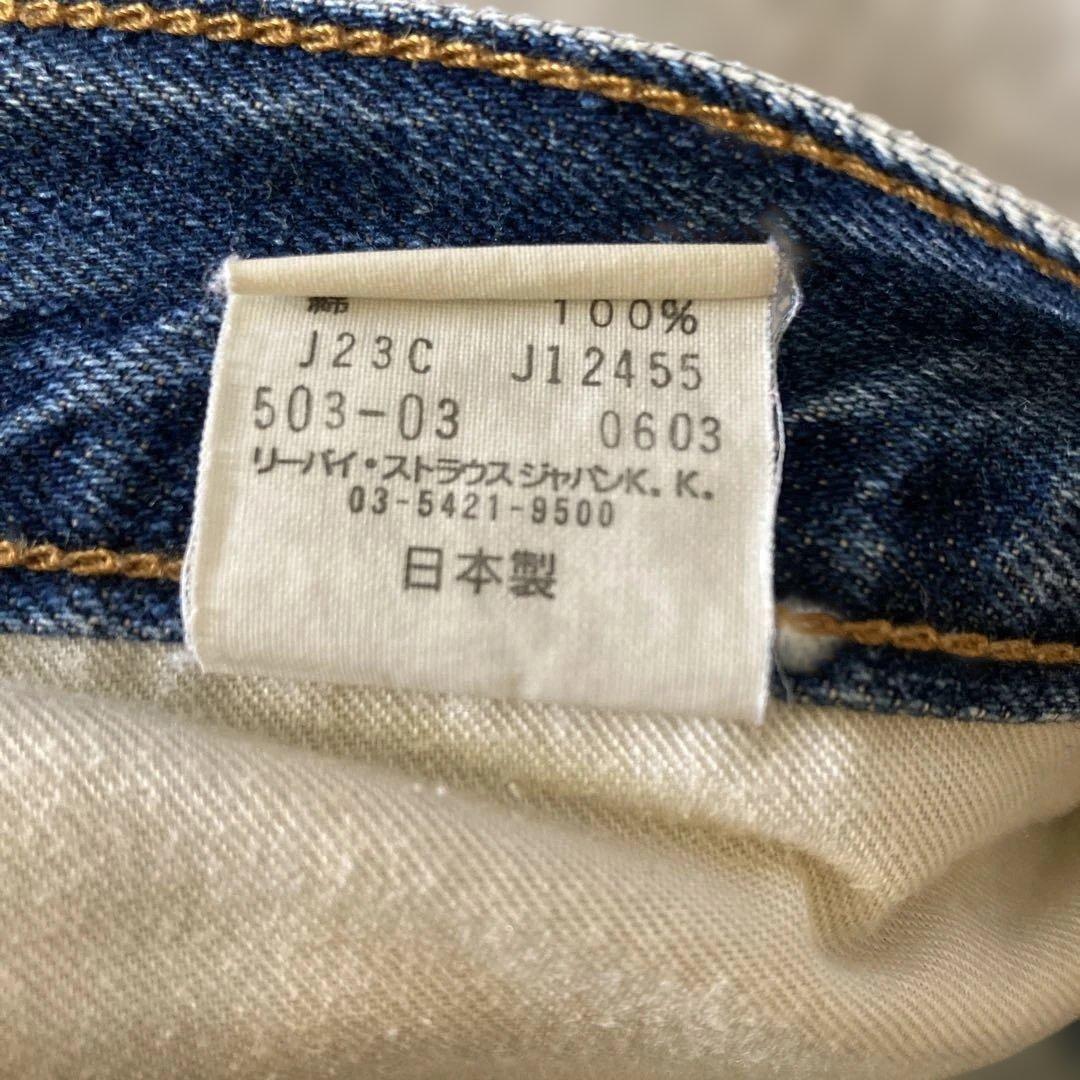 綿 100%
J23C J12455
503-03 0603
リーバイ・ストラウスジャパンK.K.
03-5421-9500
日本製